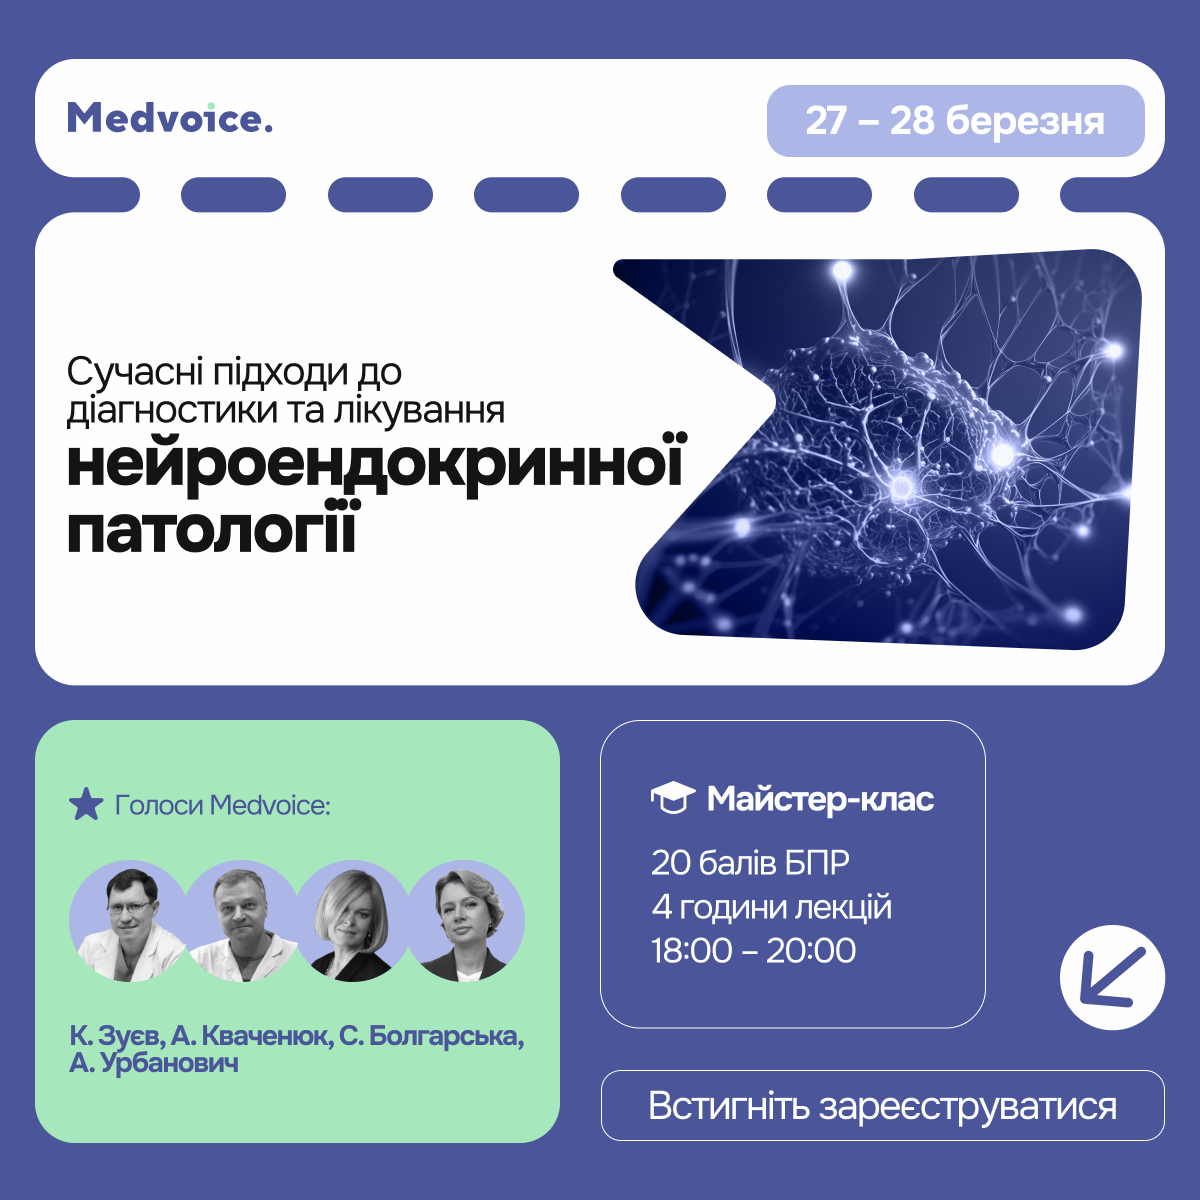 Medvoice.
27 – 28 березня
Сучасні підходи до
діагностики та лікування
нейроендокринної
патології
Голоси Medvoice:
К. Зуєв, А. Кваченюк, С. Болгарська,
А. Урбанович
Майстер-клас
20 балів БПР
4 години лекцій
18:00 – 20:00
Встигніть зареєструватися